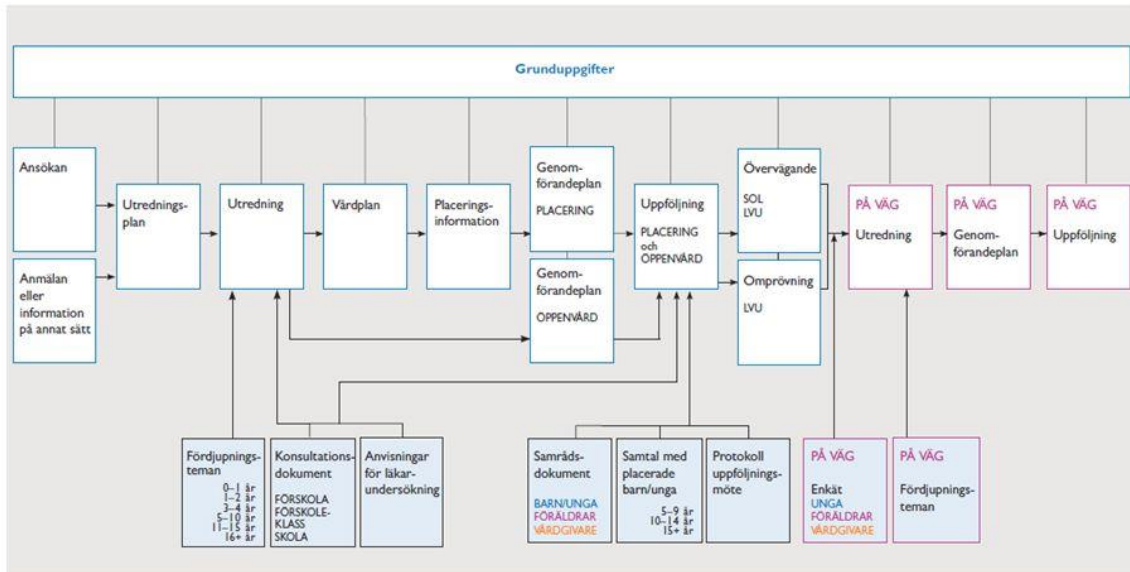 Grunduppgifter
Ansökan
Anmälan
eller
information
på annat sätt
Utrednings-
plan
Utredning
Vårdplan
Placerings-
information
Genom-
förandeplan
PLACERING
Genom-
förandeplan
ÖPPENVÅRD
Uppföljning
PLACERING
och
ÖPPENVÅRD
Övervägande
SOL
LVU
Omprövning
LVU
PÅ VÄG
Utredning
PÅ VÄG
Genom-
förandeplan
PÅ VÄG
Uppföljning
Fördjupnings-
teman
0–1 år
1–2 år
3–4 år
5–10 år
11–15 år
16+ år
Konsultations-
dokument
FÖRSKOLA
FÖRSKOLE-
KLASS
SKOLA
Anvisningar
för läkar-
undersökning
Samråds-
dokument
BARN/UNGA
FÖRÄLDRAR
VÅRDGIVARE
Samtal med
placerade
barn/unga
5–9 år
10–14 år
15+ år
Protokoll
uppföljnings-
möte
PÅ VÄG
Enkät
UNGA
FÖRÄLDRAR
VÅRDGIVARE
PÅ VÄG
Fördjupnings-
teman